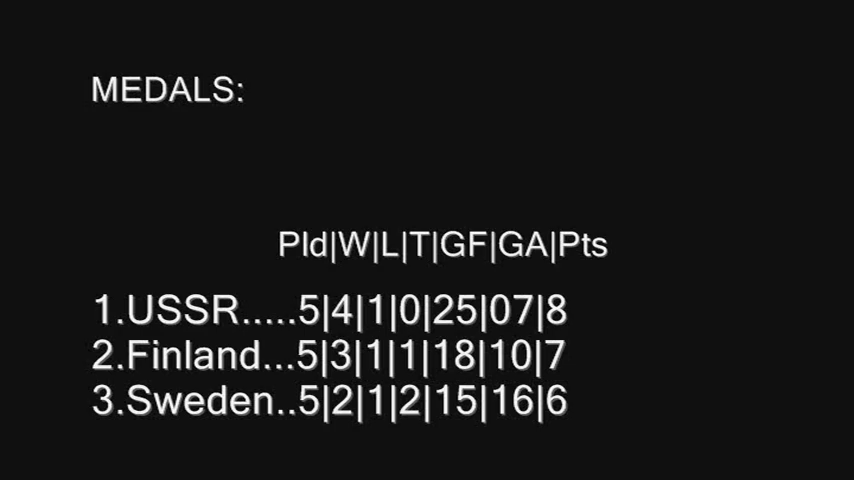 MEDALS:
Pld|W|L|T|GF|GA|Pts
1.USSR.....5|4|1|0|25|07|8
2.Finland...5|3|1|1|18|10|7
3.Sweden..5|2|1|2|15|16|6